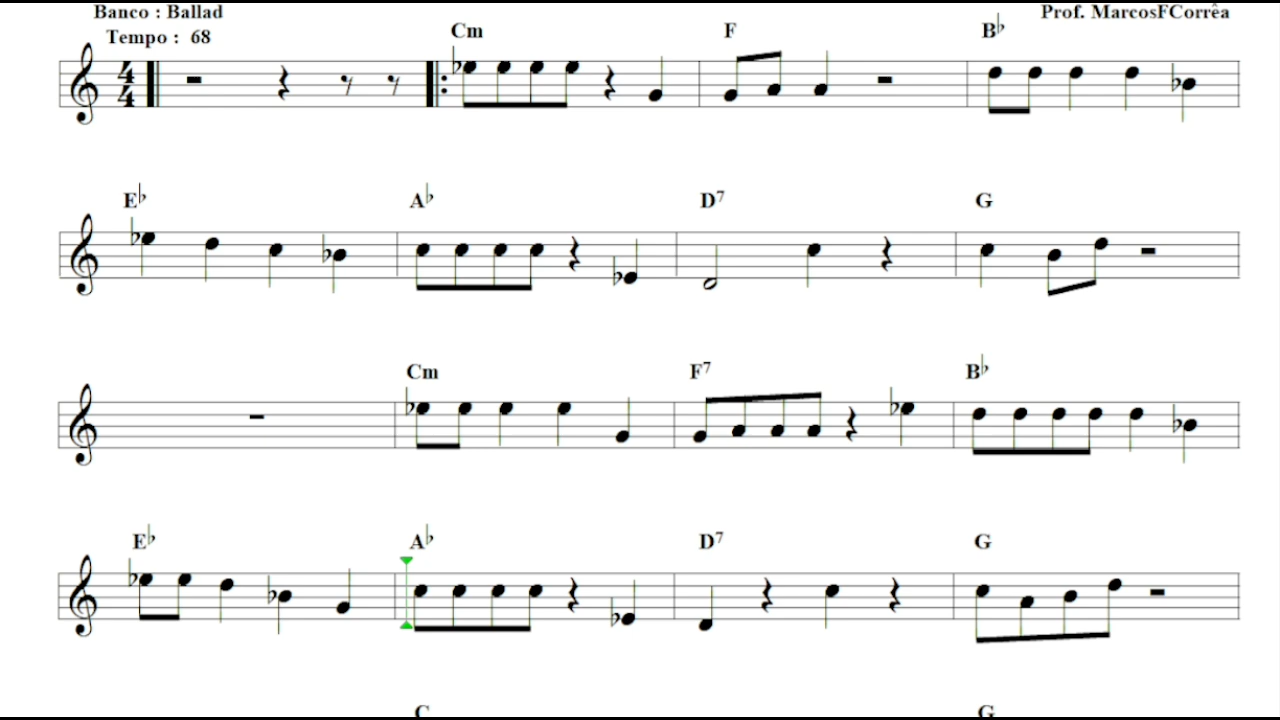 Banco : Ballad
Prof. MarcosFCorrêa
Tempo : 68
Cm F B♭
4
4
E♭ A♭ D7 G
Cm F7 B♭
E♭ A♭ D7 G
C G